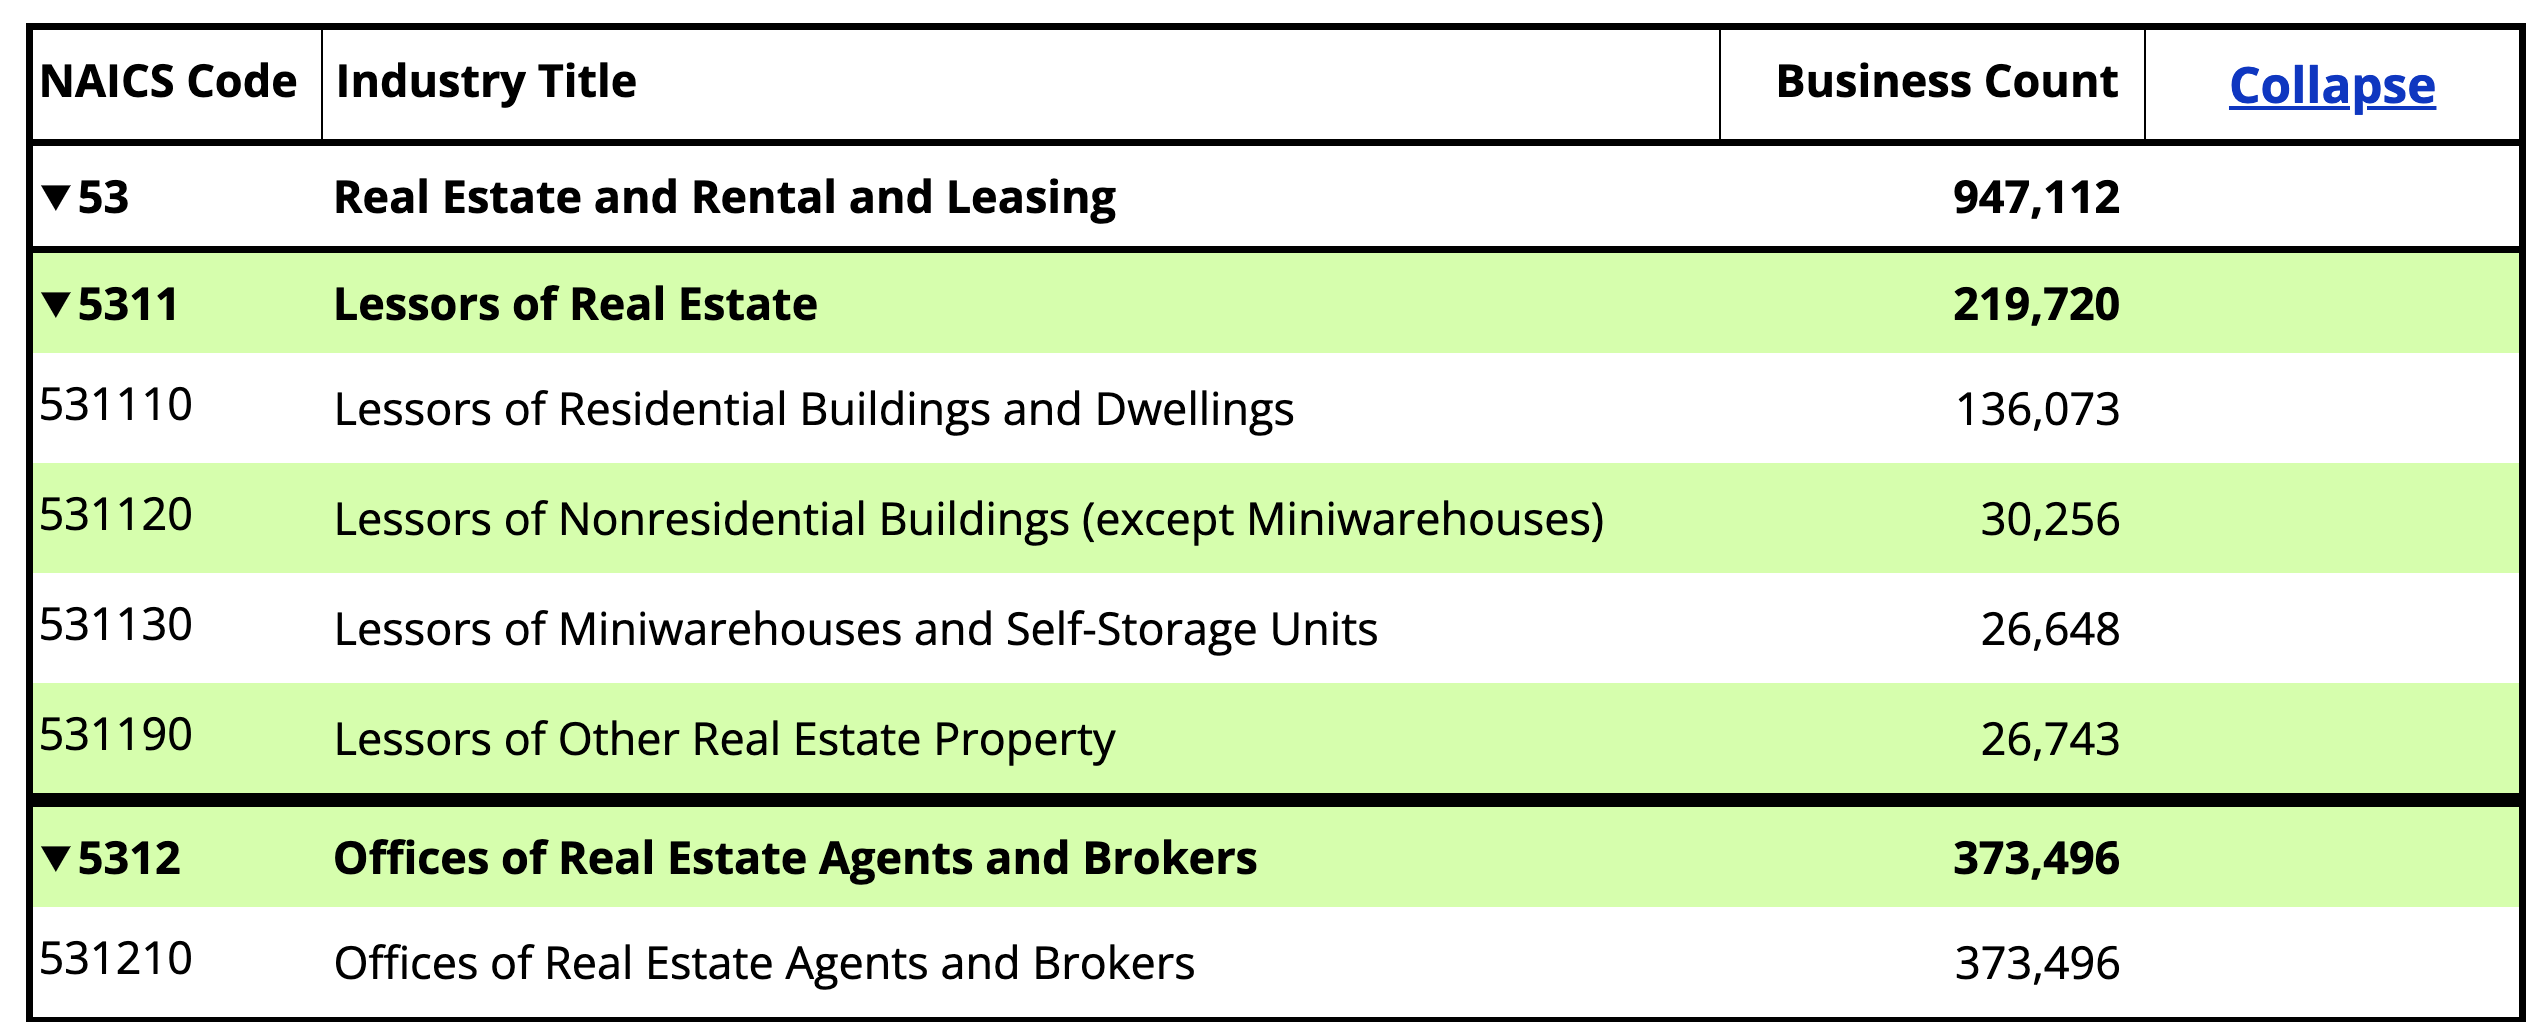 NAICS Code Industry Title Business Count Collapse
▼53 Real Estate and Rental and Leasing 947,112
▼5311 Lessors of Real Estate 219,720
531110 Lessors of Residential Buildings and Dwellings 136,073
531120 Lessors of Nonresidential Buildings (except Miniwarehouses) 30,256
531130 Lessors of Miniwarehouses and Self-Storage Units 26,648
531190 Lessors of Other Real Estate Property 26,743
▼5312 Offices of Real Estate Agents and Brokers 373,496
531210 Offices of Real Estate Agents and Brokers 373,496